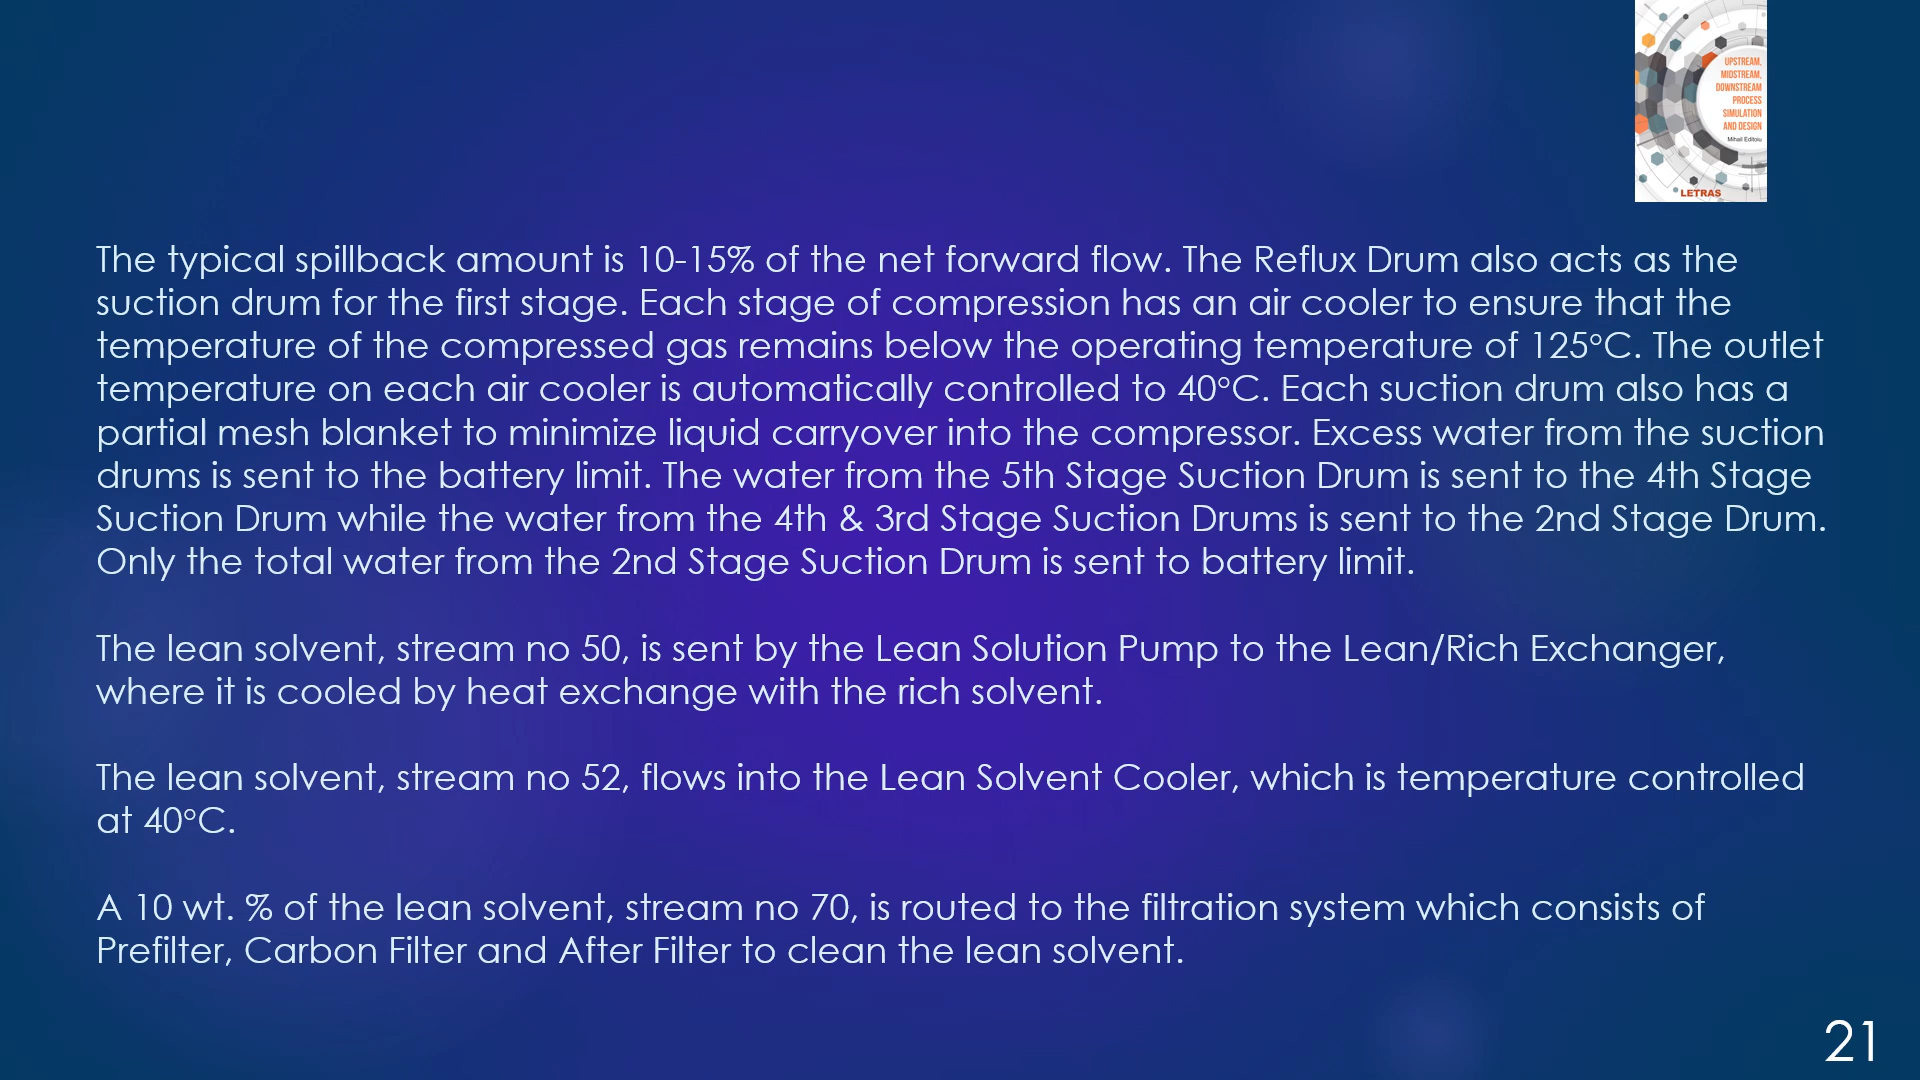 UPSTREAM,
MIDSTREAM,
DOWNSTREAM
PROCESS
SIMULATION
AND DESIGN
Mihail Editoiu
LETRAS
The typical spillback amount is 10-15% of the net forward flow. The Reflux Drum also acts as the
suction drum for the first stage. Each stage of compression has an air cooler to ensure that the
temperature of the compressed gas remains below the operating temperature of 125°C. The outlet
temperature on each air cooler is automatically controlled to 40°C. Each suction drum also has a
partial mesh blanket to minimize liquid carryover into the compressor. Excess water from the suction
drums is sent to the battery limit. The water from the 5th Stage Suction Drum is sent to the 4th Stage
Suction Drum while the water from the 4th & 3rd Stage Suction Drums is sent to the 2nd Stage Drum.
Only the total water from the 2nd Stage Suction Drum is sent to battery limit.
The lean solvent, stream no 50, is sent by the Lean Solution Pump to the Lean/Rich Exchanger,
where it is cooled by heat exchange with the rich solvent.
The lean solvent, stream no 52, flows into the Lean Solvent Cooler, which is temperature controlled
at 40°C.
A 10 wt. % of the lean solvent, stream no 70, is routed to the filtration system which consists of
Prefilter, Carbon Filter and After Filter to clean the lean solvent.
21